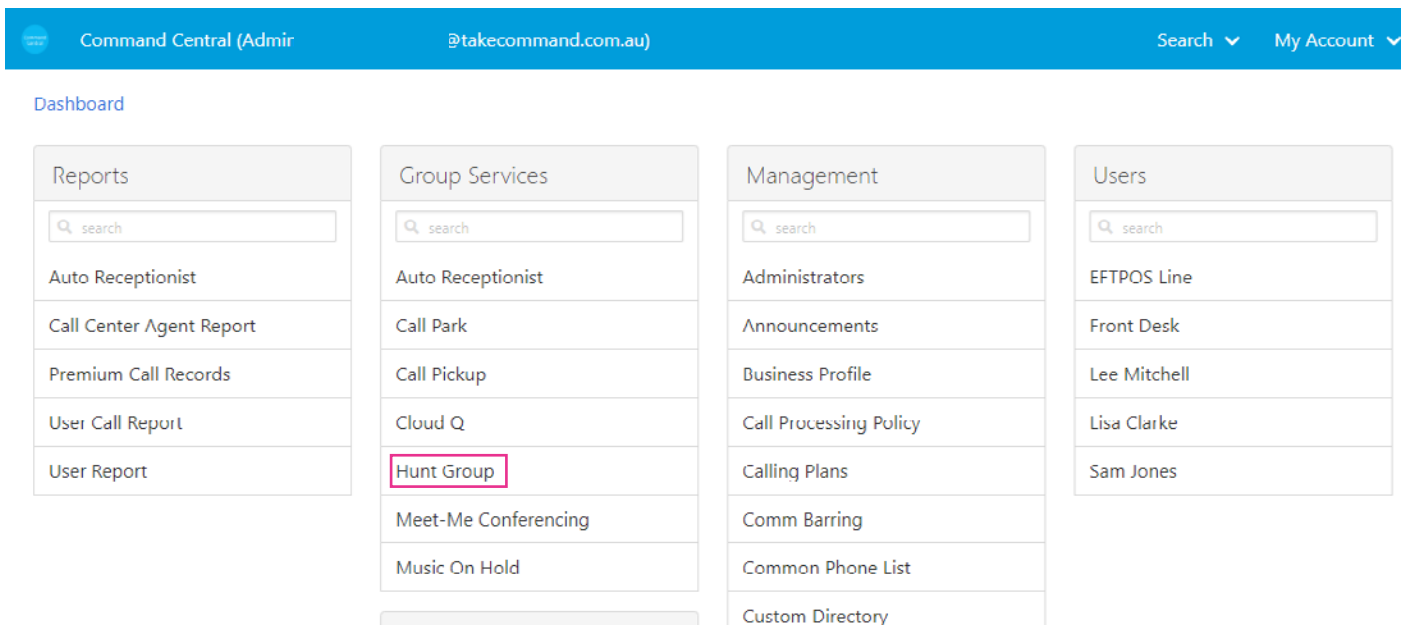 Command Central (Admir @takecommand.com.au)
Search
My Account
Dashboard
Reports
search
Auto Receptionist
Call Center Agent Report
Premium Call Records
User Call Report
User Report
Group Services
search
Auto Receptionist
Call Park
Call Pickup
Cloud Q
Hunt Group
Meet-Me Conferencing
Music On Hold
Management
search
Administrators
Announcements
Business Profile
Call Processing Policy
Calling Plans
Comm Barring
Common Phone List
Custom Directory
Users
search
EFTPOS Line
Front Desk
Lee Mitchell
Lisa Clarke
Sam Jones